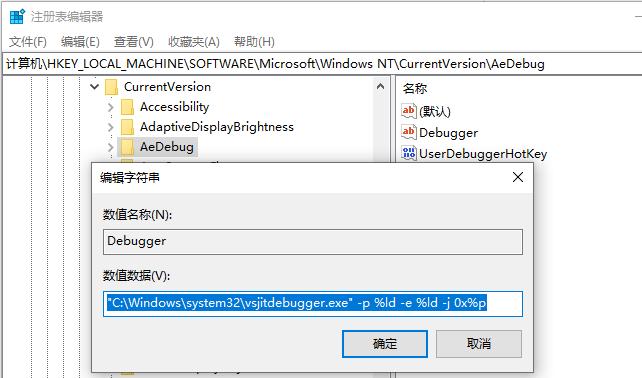 注册表编辑器
文件(F) 编辑(E) 查看(V) 收藏夹(A) 帮助(H)
计算机\HKEY_LOCAL_MACHINE\SOFTWARE\Microsoft\Windows NT\CurrentVersion\AeDebug
CurrentVersion
Accessibility
AdaptiveDisplayBrightness
AeDebug
名称
(默认)
Debugger
UserDebuggerHotKey
编辑字符串
数值名称(N):
Debugger
数值数据(V):
"C:\Windows\system32\vsjitdebugger.exe" -p %ld -e %ld -j 0x%p
确定 取消